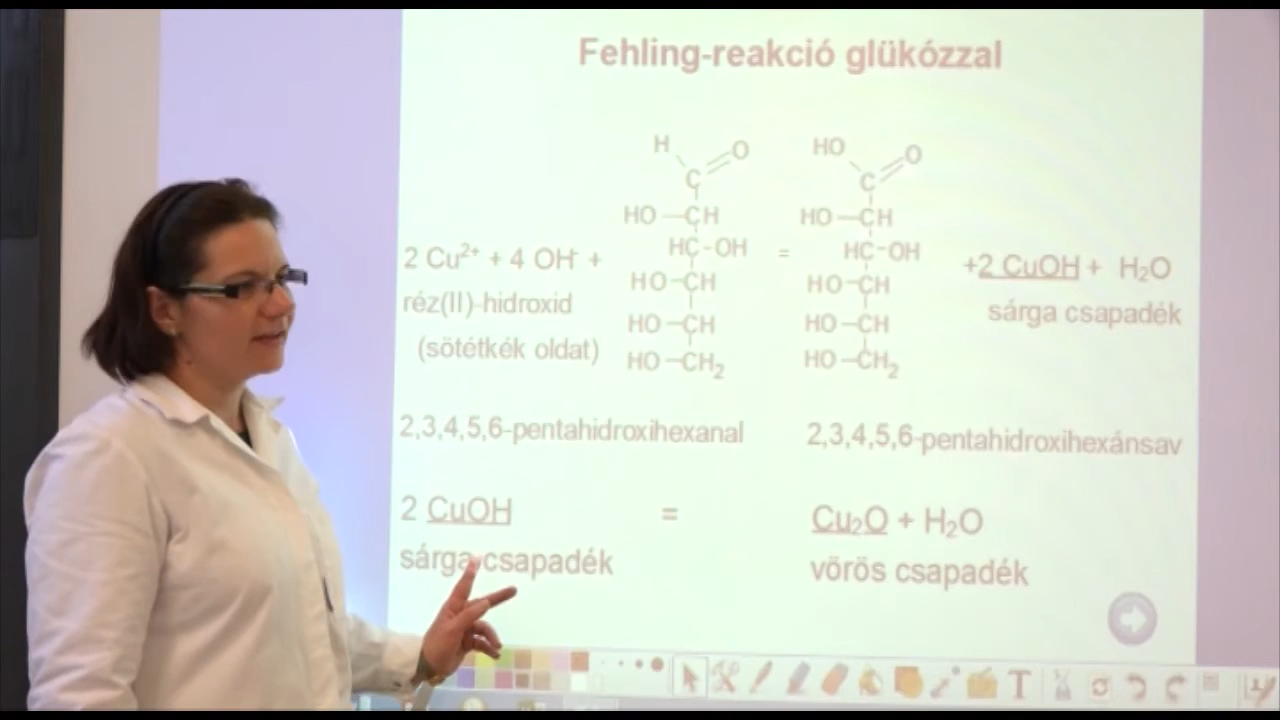 Fehling-reakció glükózzal
H
O
C
HO – CH
HC – OH
HO – CH
HO – CH
HO – CH₂
HO
O
C
HO – CH
HC – OH
HO – CH
HO – CH
HO – CH₂
2 Cu²⁺ + 4 OH⁻ +
=
+2 CuOH + H₂O
réz(II)-hidroxid
sárga csapadék
(sötétkék oldat)
2,3,4,5,6-pentahidroxihexanal
2,3,4,5,6-pentahidroxihexánsav
2 CuOH = Cu₂O + H₂O
sárga csapadék
vörös csapadék
T